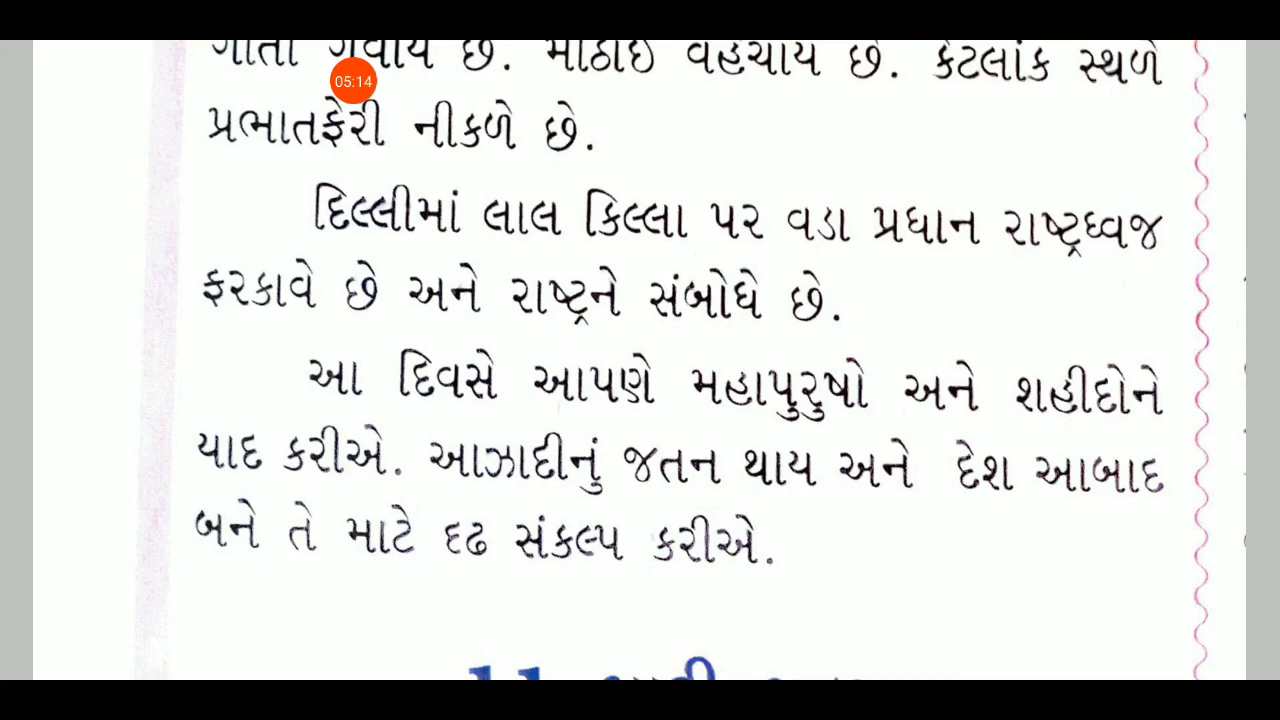 ગીતો ગવાય છે. મીઠાઈ વહેંચાય છે. કેટલાંક સ્થળે
05:14
પ્રભાતફેરી નીકળે છે.
દિલ્લીમાં લાલ કિલ્લા પર વડા પ્રધાન રાષ્ટ્રધ્વજ
ફરકાવે છે અને રાષ્ટ્રને સંબોધે છે.
આ દિવસે આપણે મહાપુરુષો અને શહીદોને
યાદ કરીએ. આઝાદીનું જતન થાય અને દેશ આબાદ
બને તે માટે દૃઢ સંકલ્પ કરીએ.